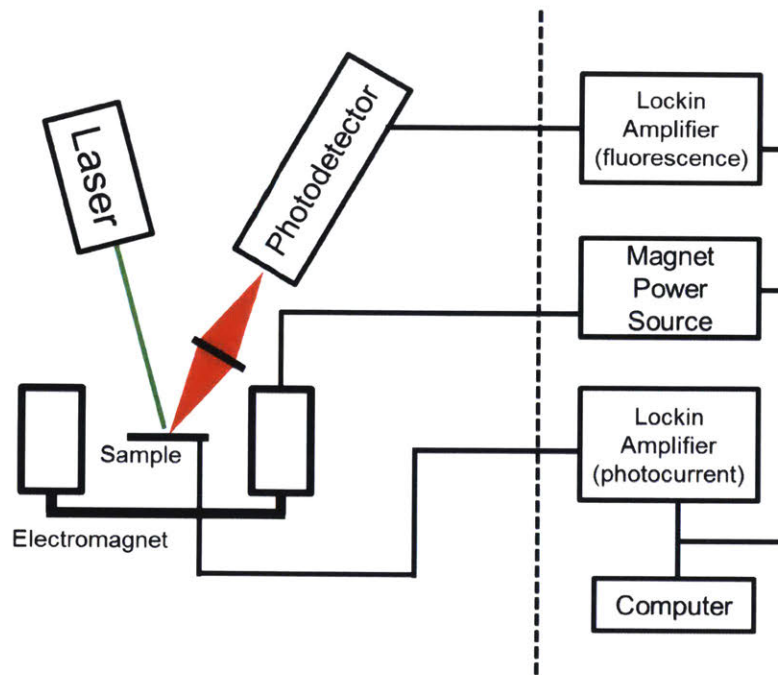 Laser
Photodetector
Lockin
Amplifier
(fluorescence)
Magnet
Power
Source
Lockin
Amplifier
(photocurrent)
Sample
Electromagnet
Computer